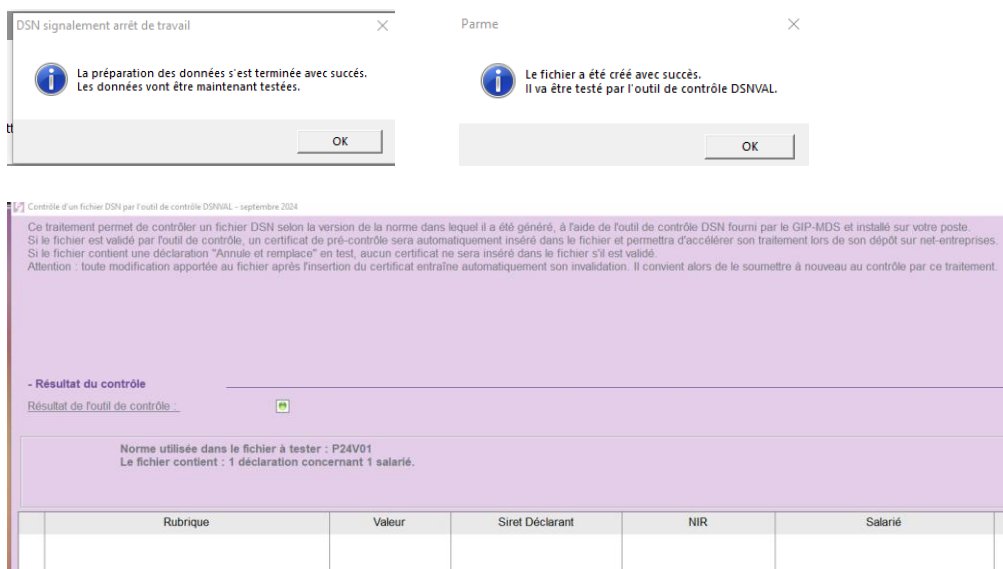 DSN signalement arrêt de travail
La préparation des données s'est terminée avec succés.
Les données vont être maintenant testées.
OK
Parme
Le fichier a été créé avec succès.
Il va être testé par l'outil de contrôle DSNVAL.
OK
Contrôle d'un fichier DSN par l'outil de contrôle DSNVAL - septembre 2024
Ce traitement permet de contrôler un fichier DSN selon la version de la norme dans lequel il a été généré, à l'aide de l'outil de contrôle DSN fourni par le GIP-MDS et installé sur votre poste.
Si le fichier est validé par l'outil de contrôle, un certificat de pré-contrôle sera automatiquement inséré dans le fichier et permettra d'accélérer son traitement lors de son dépôt sur net-entreprises.
Si le fichier contient une déclaration "Annule et remplace" en test, aucun certificat ne sera inséré dans le fichier s'il est validé.
Attention : toute modification apportée au fichier après l'insertion du certificat entraîne automatiquement son invalidation. Il convient alors de le soumettre à nouveau au contrôle par ce traitement.
- Résultat du contrôle
Résultat de l'outil de contrôle :
Norme utilisée dans le fichier à tester : P24V01
Le fichier contient : 1 déclaration concernant 1 salarié.
Rubrique Valeur Siret Déclarant NIR Salarié